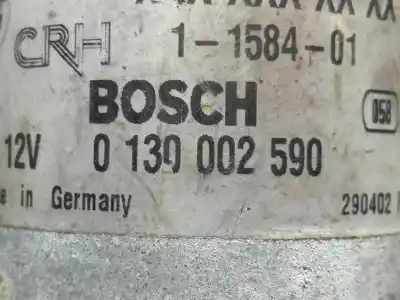 CRH 1-1584-01
BOSCH 058
12V 0 130 002 590
in Germany 290402